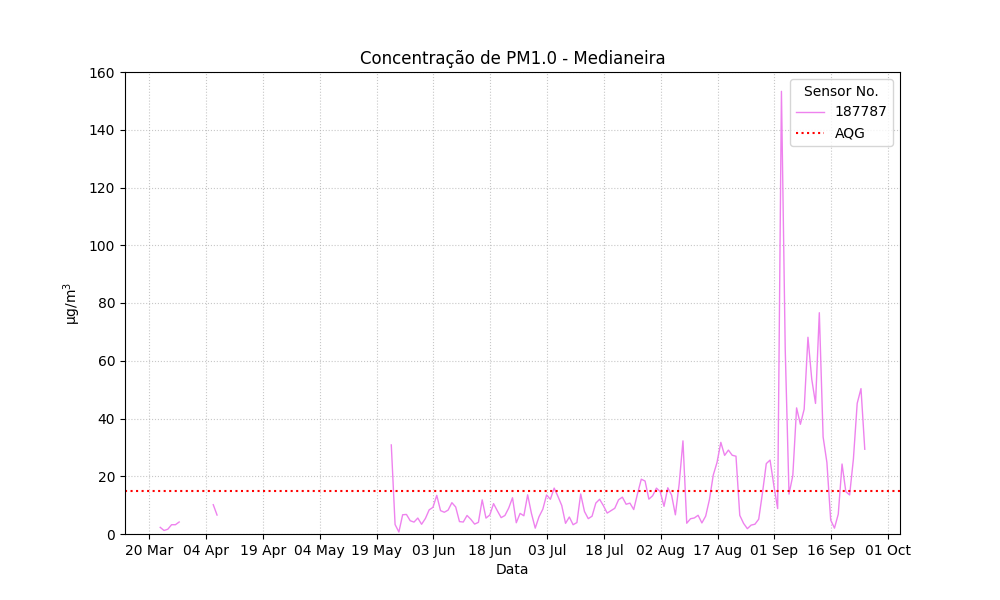 Concentração de PM1.0 - Medianeira
Sensor No.
187787
AQG
160
140
120
100
80
60
40
20
0
µg/m³
20 Mar 04 Apr 19 Apr 04 May 19 May 03 Jun 18 Jun 03 Jul 18 Jul 02 Aug 17 Aug 01 Sep 16 Sep 01 Oct
Data